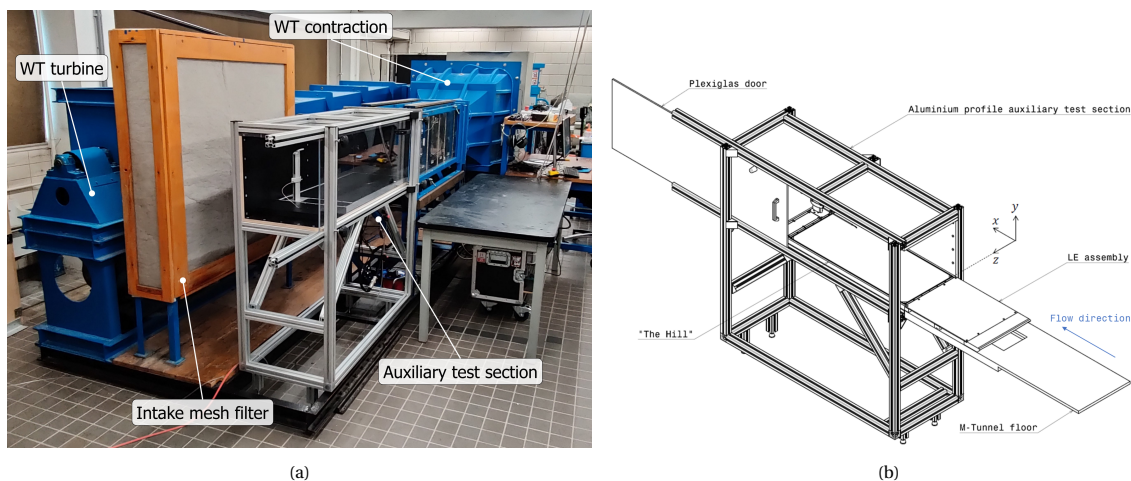 WT contraction
WT turbine
Auxiliary test section
Intake mesh filter
(a)
Plexiglas door
Aluminium profile auxiliary test section
y
x
z
LE assembly
Flow direction
"The Hill"
M-Tunnel floor
(b)